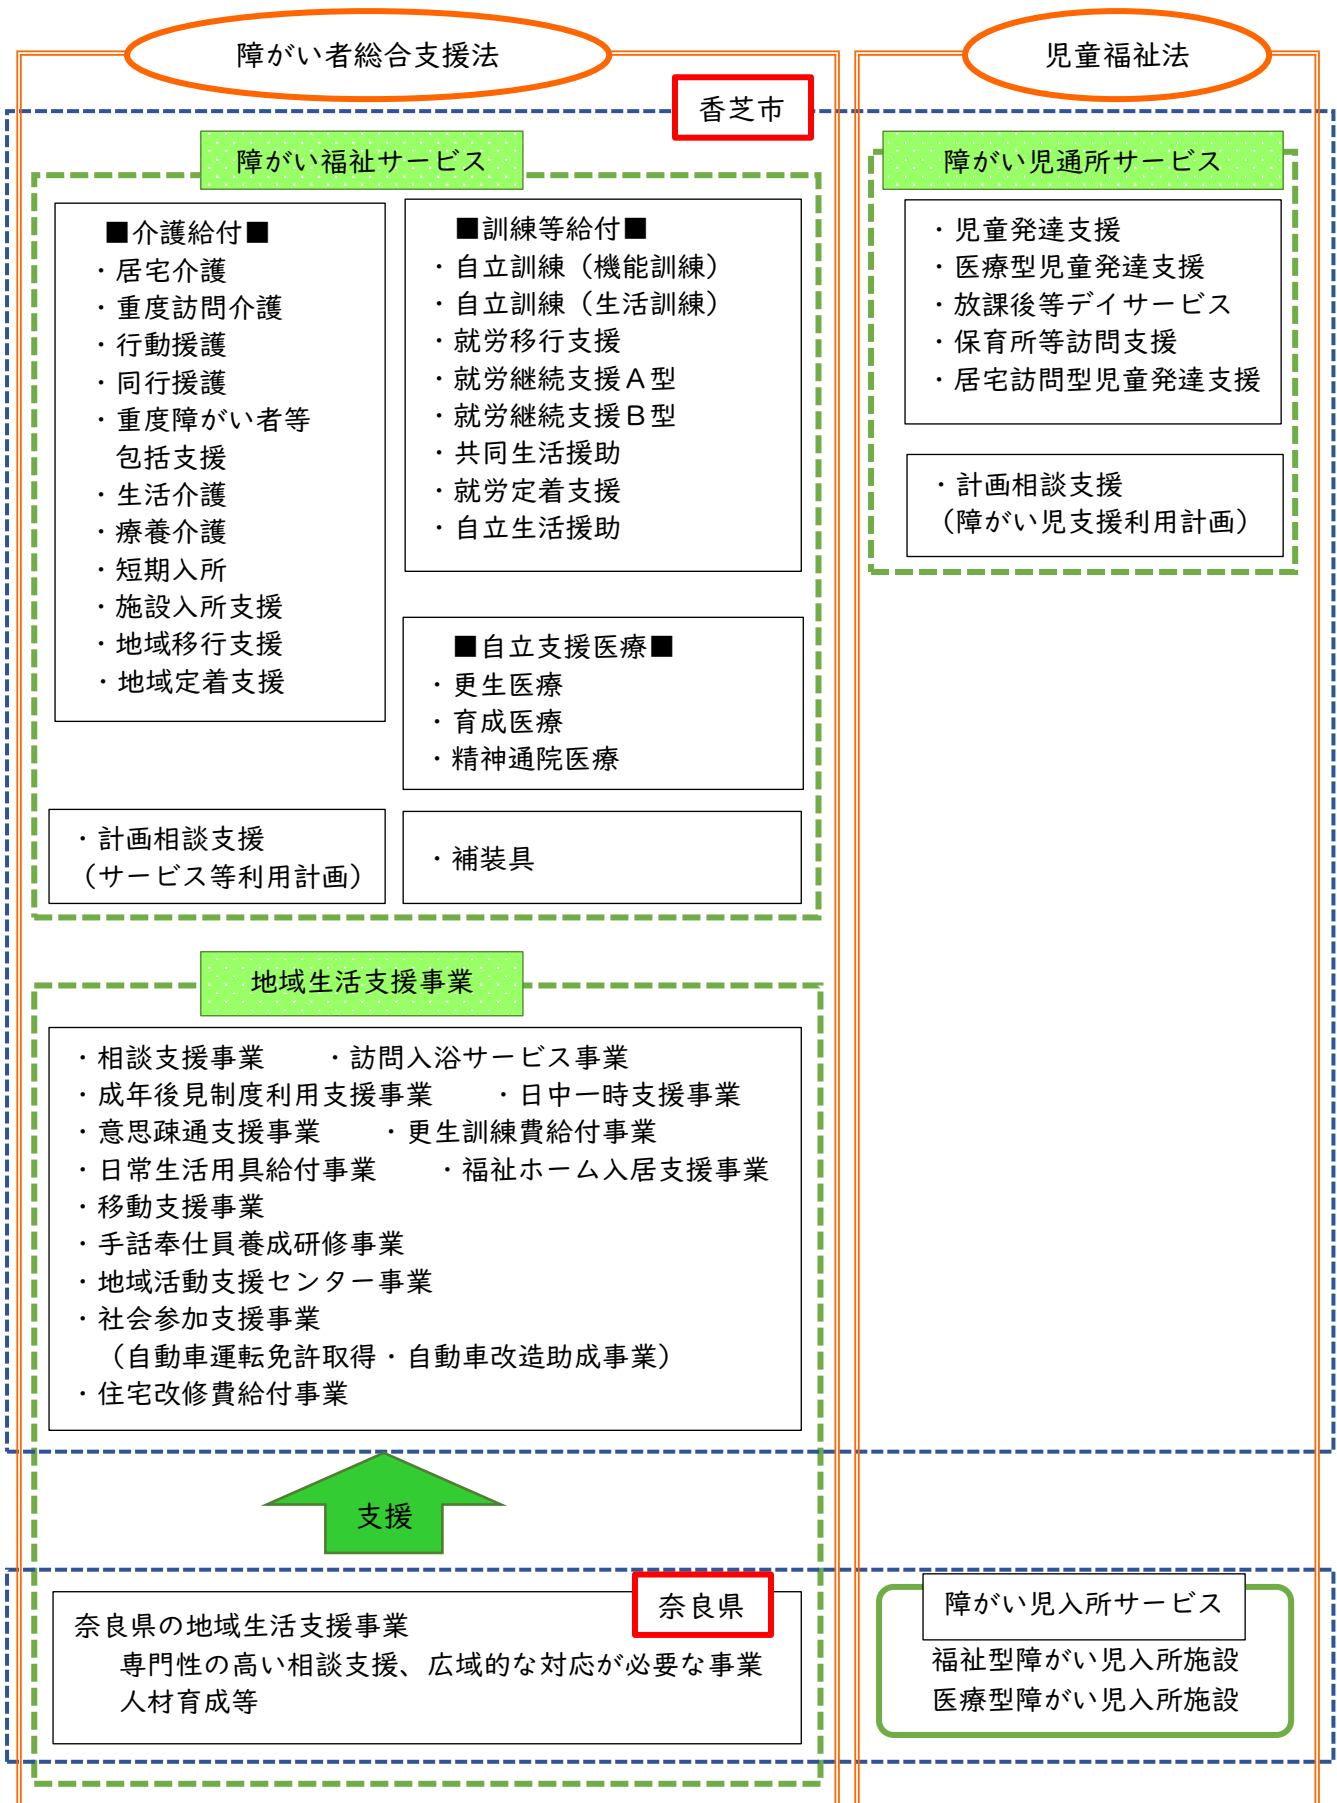 障がい者総合支援法
児童福祉法
香芝市
障がい福祉サービス
■介護給付■
・居宅介護
・重度訪問介護
・行動援護
・同行援護
・重度障がい者等
包括支援
・生活介護
・療養介護
・短期入所
・施設入所支援
・地域移行支援
・地域定着支援
■訓練等給付■
・自立訓練（機能訓練）
・自立訓練（生活訓練）
・就労移行支援
・就労継続支援Ａ型
・就労継続支援Ｂ型
・共同生活援助
・就労定着支援
・自立生活援助
■自立支援医療■
・更生医療
・育成医療
・精神通院医療
・計画相談支援
（サービス等利用計画）
・補装具
障がい児通所サービス
・児童発達支援
・医療型児童発達支援
・放課後等デイサービス
・保育所等訪問支援
・居宅訪問型児童発達支援
・計画相談支援
（障がい児支援利用計画）
地域生活支援事業
・相談支援事業　　・訪問入浴サービス事業
・成年後見制度利用支援事業　　・日中一時支援事業
・意思疎通支援事業　　・更生訓練費給付事業
・日常生活用具給付事業　　・福祉ホーム入居支援事業
・移動支援事業
・手話奉仕員養成研修事業
・地域活動支援センター事業
・社会参加支援事業
（自動車運転免許取得・自動車改造助成事業）
・住宅改修費給付事業
支援
奈良県
奈良県の地域生活支援事業
専門性の高い相談支援、広域的な対応が必要な事業
人材育成等
障がい児入所サービス
福祉型障がい児入所施設
医療型障がい児入所施設